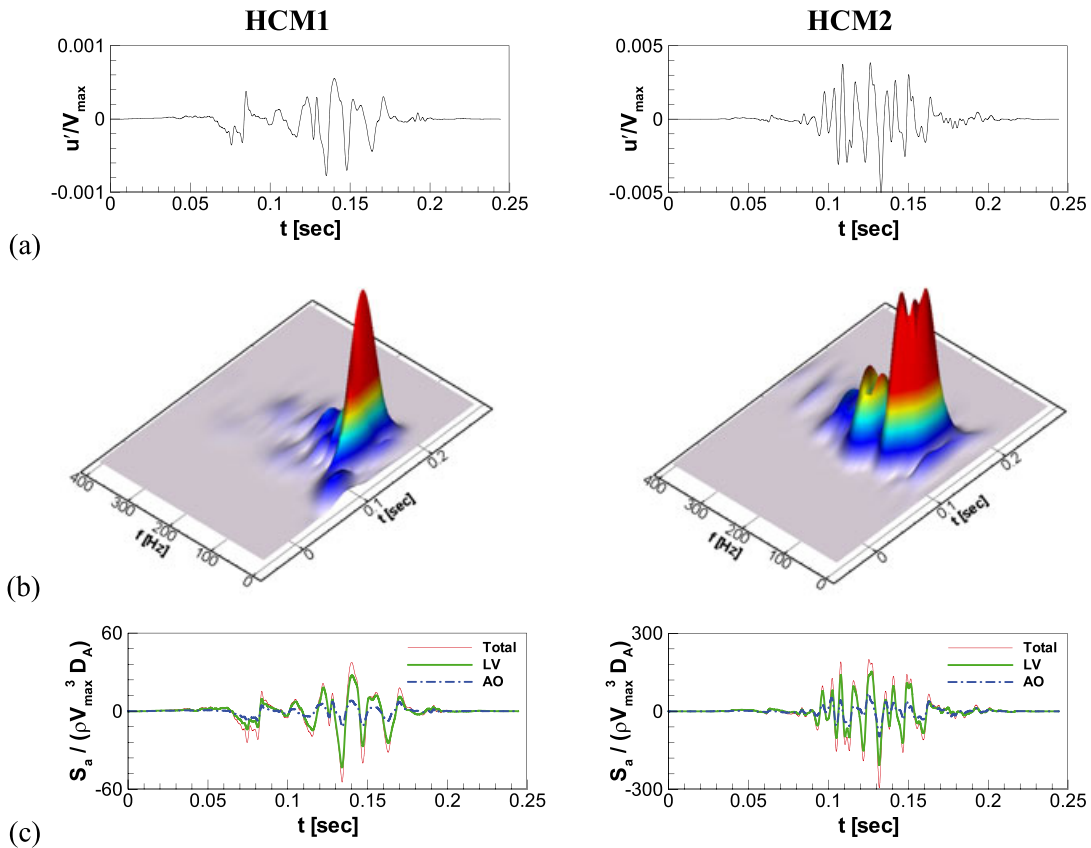 HCM1 HCM2
0.001 0.005
u′/Vmax 0 u′/Vmax 0
-0.001 -0.005
0 0.05 0.1 0.15 0.2 0.25 0 0.05 0.1 0.15 0.2 0.25
t [sec] t [sec]
(a)
400 300 200 100 0 400 300 200 100 0
f [Hz] f [Hz]
0 0.1 0.2 0 0.1 0.2
t [sec] t [sec]
(b)
60 300
Total Total
LV LV
AO AO
Sa / (ρVmax³ DA) 0 Sa / (ρVmax³ DA) 0
-60 -300
0 0.05 0.1 0.15 0.2 0.25 0 0.05 0.1 0.15 0.2 0.25
t [sec] t [sec]
(c)